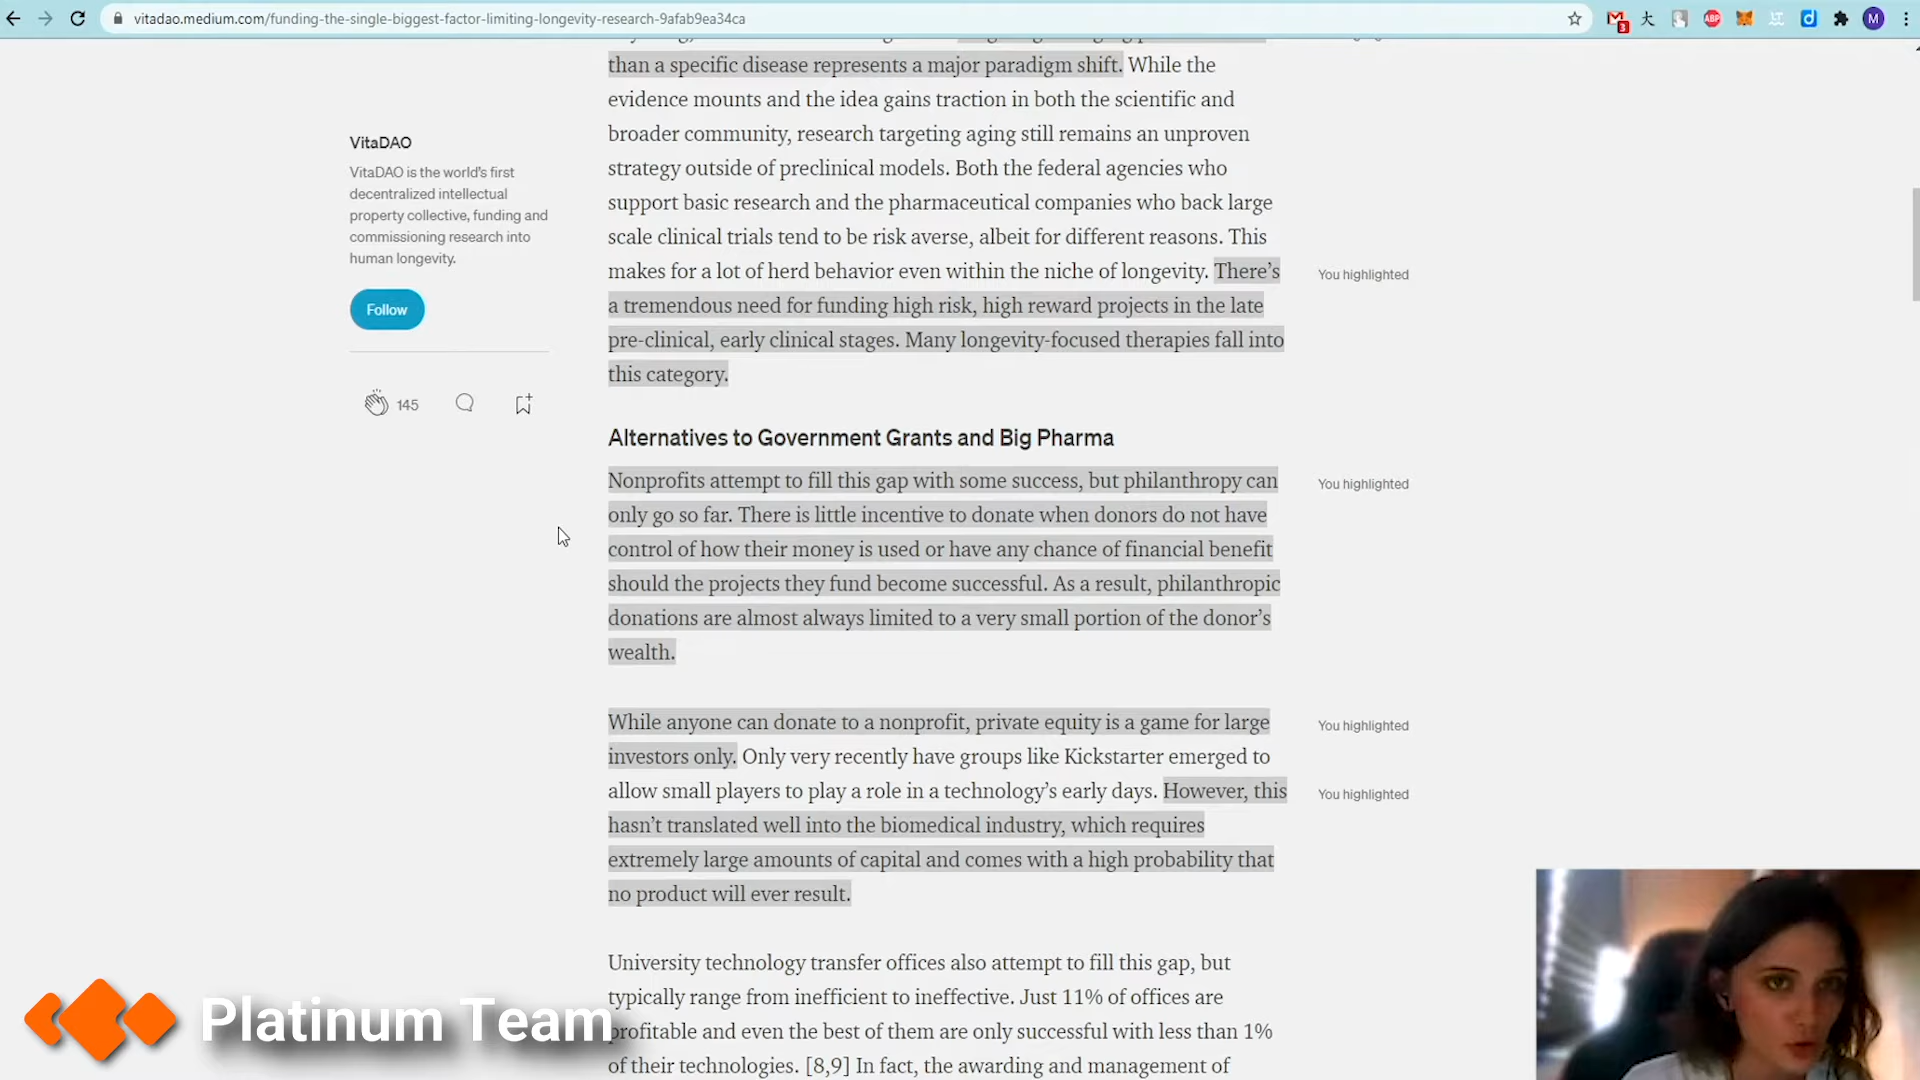 vitadao.medium.com/funding-the-single-biggest-factor-limiting-longevity-research-9afab9ea34ca
3
ABP
M
than a specific disease represents a major paradigm shift. While the
evidence mounts and the idea gains traction in both the scientific and
broader community, research targeting aging still remains an unproven
strategy outside of preclinical models. Both the federal agencies who
support basic research and the pharmaceutical companies who back large
scale clinical trials tend to be risk averse, albeit for different reasons. This
makes for a lot of herd behavior even within the niche of longevity. There’s
a tremendous need for funding high risk, high reward projects in the late
pre-clinical, early clinical stages. Many longevity-focused therapies fall into
this category.
You highlighted
VitaDAO
VitaDAO is the world’s first
decentralized intellectual
property collective, funding and
commissioning research into
human longevity.
Follow
145
Alternatives to Government Grants and Big Pharma
Nonprofits attempt to fill this gap with some success, but philanthropy can
only go so far. There is little incentive to donate when donors do not have
control of how their money is used or have any chance of financial benefit
should the projects they fund become successful. As a result, philanthropic
donations are almost always limited to a very small portion of the donor’s
wealth.
You highlighted
While anyone can donate to a nonprofit, private equity is a game for large
investors only. Only very recently have groups like Kickstarter emerged to
allow small players to play a role in a technology’s early days. However, this
hasn’t translated well into the biomedical industry, which requires
extremely large amounts of capital and comes with a high probability that
no product will ever result.
You highlighted
You highlighted
University technology transfer offices also attempt to fill this gap, but
typically range from inefficient to ineffective. Just 11% of offices are
profitable and even the best of them are only successful with less than 1%
of their technologies. [8,9] In fact, the awarding and management of
Platinum Team